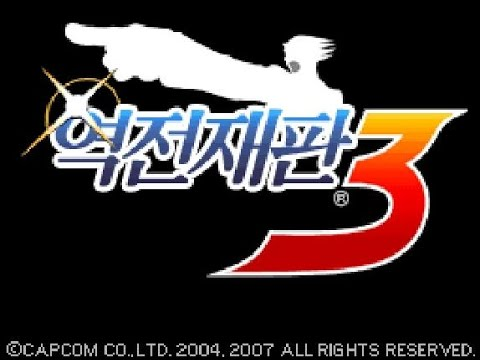 역전재판 3
®
©CAPCOM CO.,LTD. 2004, 2007 ALL RIGHTS RESERVED.